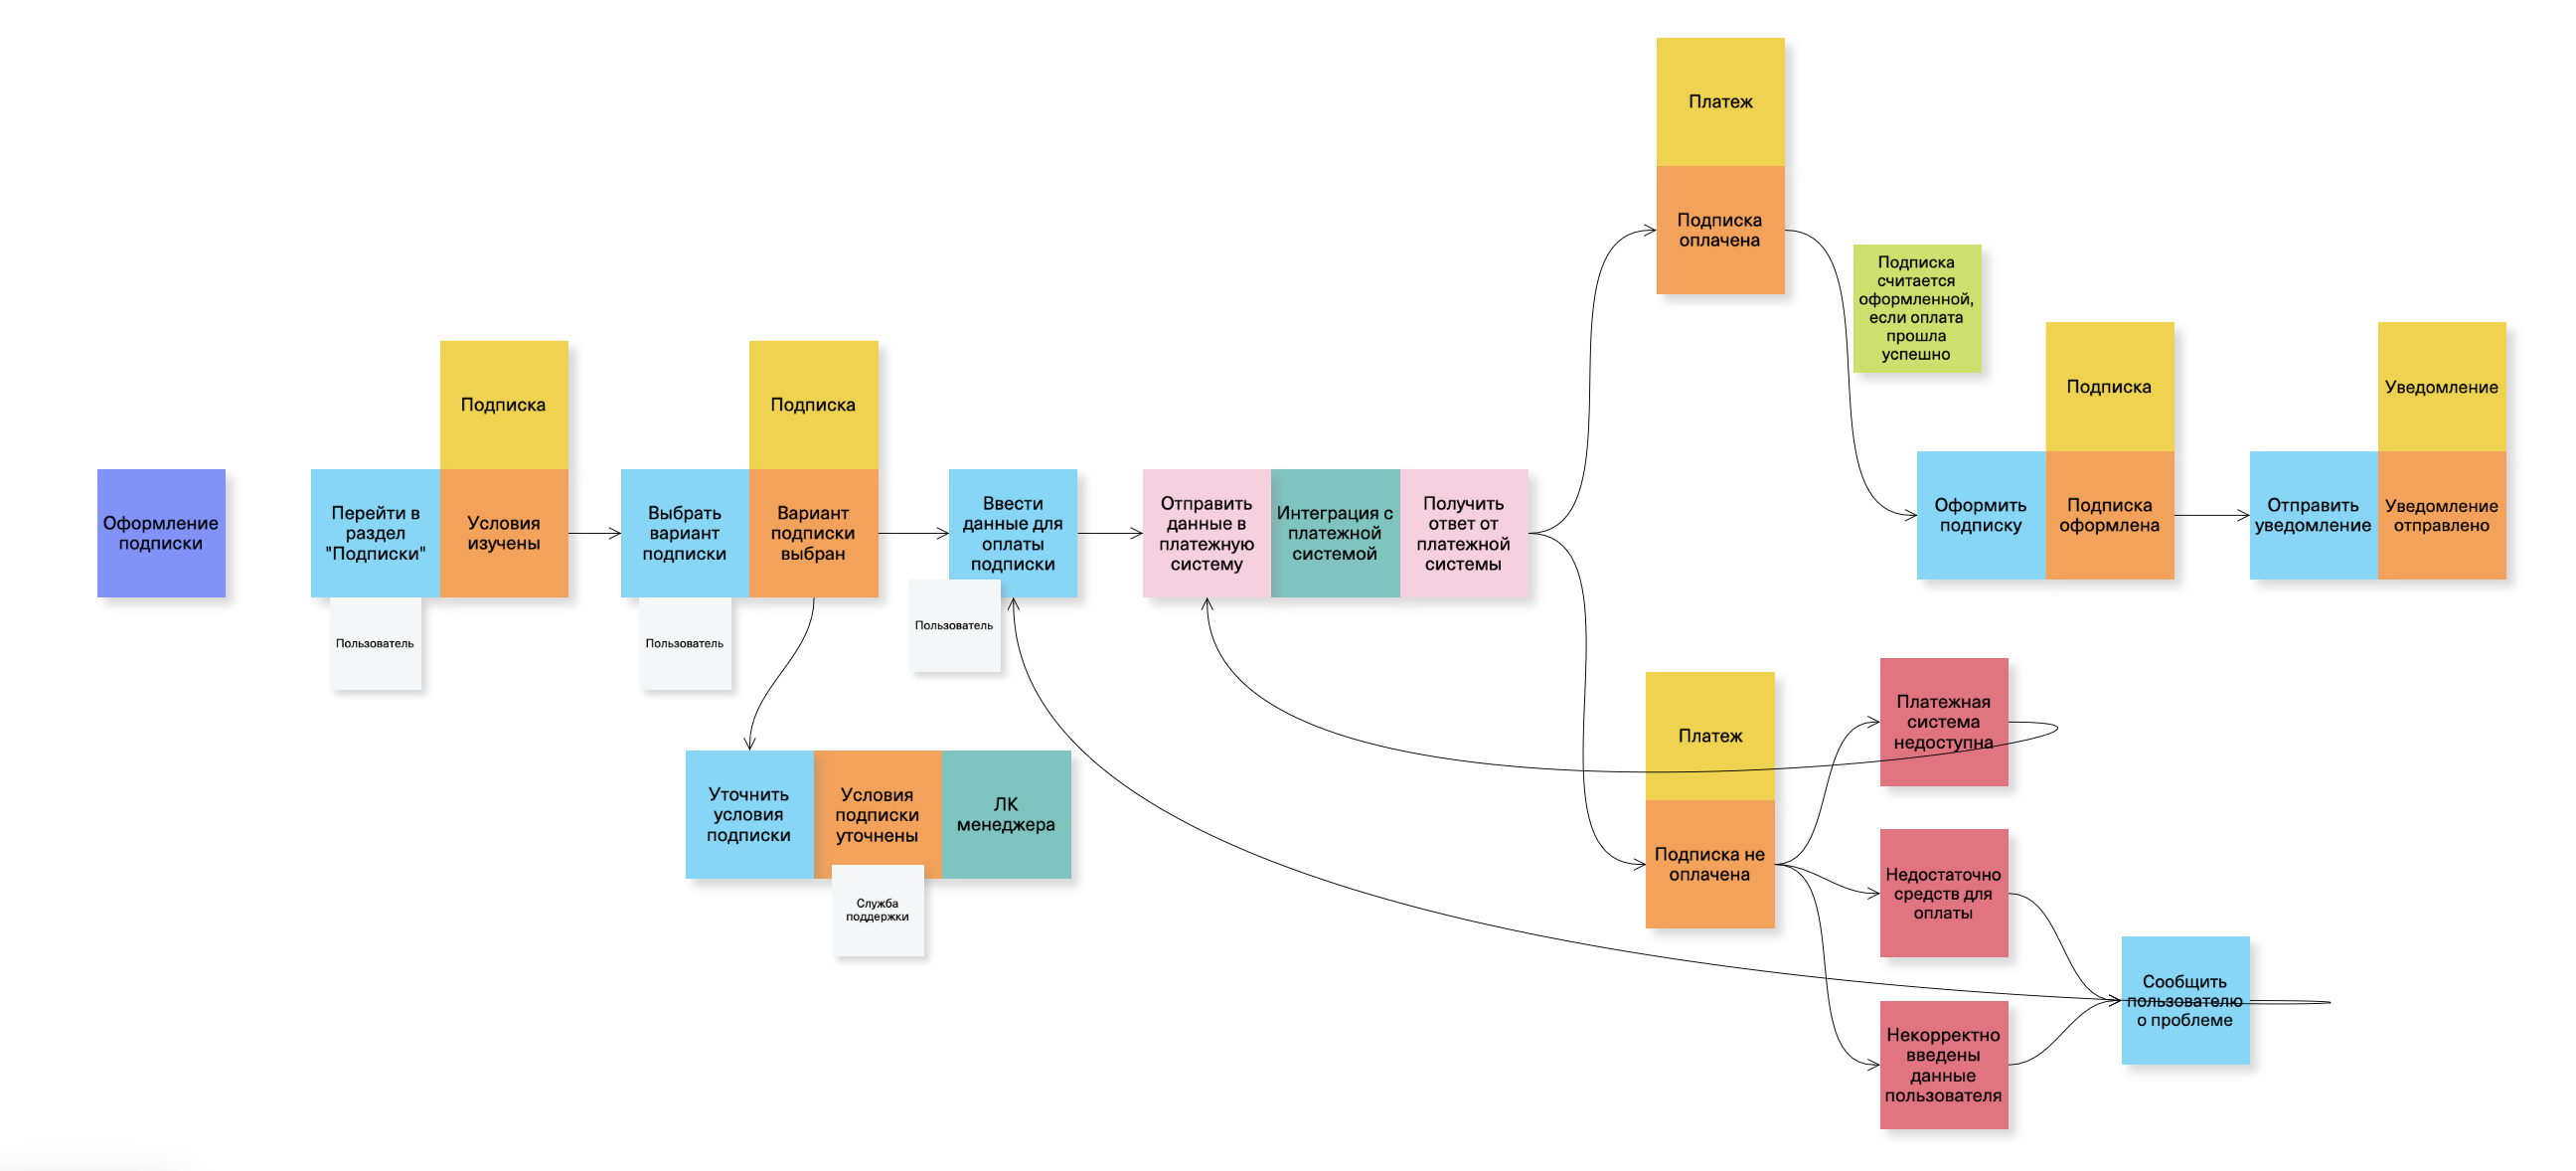 Оформление
подписки
Подписка
Перейти в
раздел
"Подписки"
Условия
изучены
Пользователь
Подписка
Выбрать
вариант
подписки
Вариант
подписки
выбран
Пользователь
Уточнить
условия
подписки
Условия
подписки
уточнены
ЛК
менеджера
Служба
поддержки
Ввести
данные для
оплаты
подписки
Пользователь
Отправить
данные в
платежную
систему
Интеграция с
платежной
системой
Получить
ответ от
платежной
системы
Платеж
Подписка
оплачена
Подписка
считается
оформленной,
если оплата
прошла
успешно
Подписка
Оформить
подписку
Подписка
оформлена
Уведомление
Отправить
уведомление
Уведомление
отправлено
Платеж
Подписка не
оплачена
Платежная
система
недоступна
Недостаточно
средств для
оплаты
Некорректно
введены
данные
пользователя
Сообщить
пользователю
о проблеме